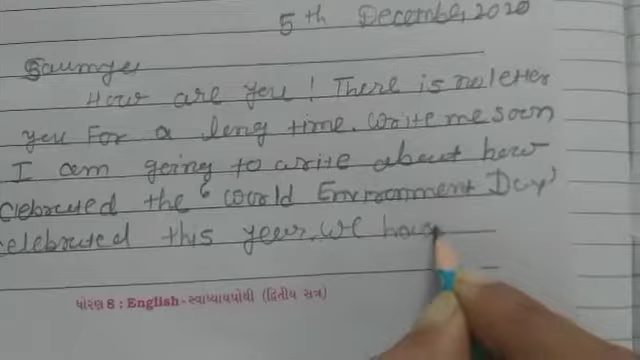 5th December, 2020
Saumya
How are you! There is no letter
you For a long time. Write me soon
I am going to write about how
celebrated the "World Environment Day"
celebrated this year. We hav
ધોરણ 8 : English - સ્વાધ્યાયપોથી (દ્વિતીય સત્ર)